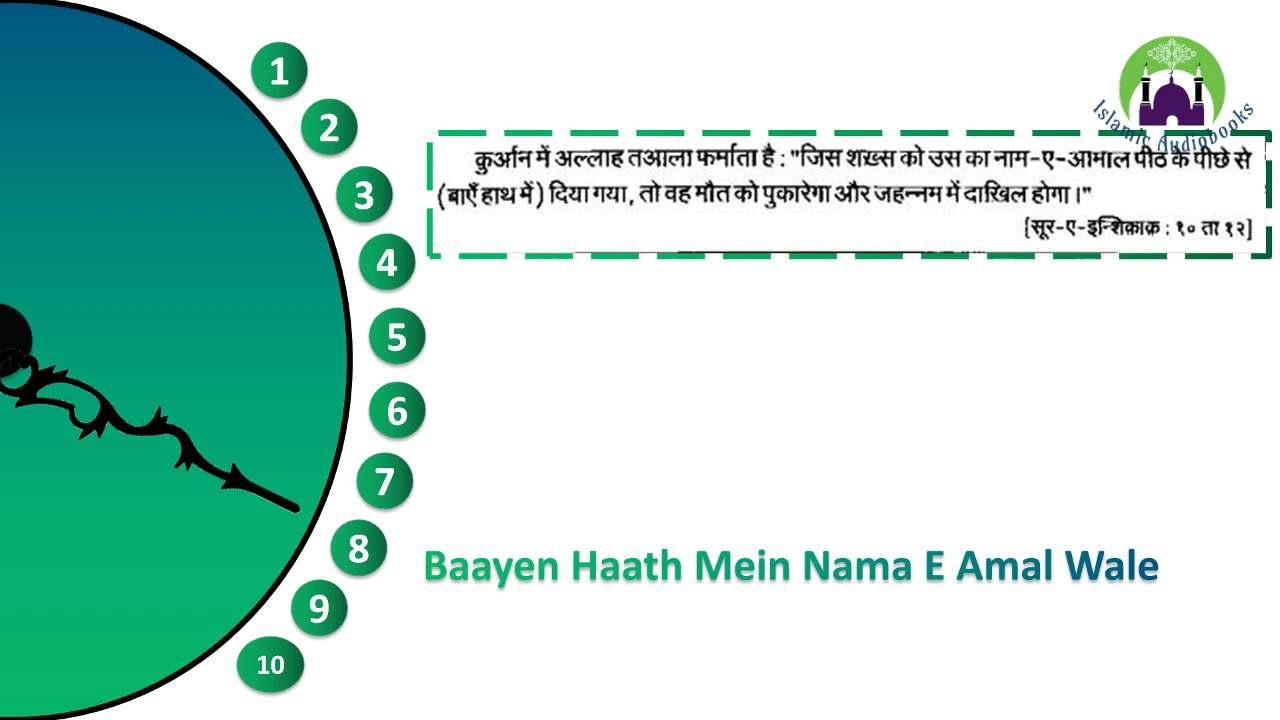 1
2
3
4
5
6
7
8
9
10
Islamic Audiobooks
क़ुर्आन में अल्लाह तआला फर्माता है : "जिस शख़्स को उस का नाम-ए-आमाल पीठ के पीछे से
(बाएँ हाथ में) दिया गया, तो वह मौत को पुकारेगा और जहन्नम में दाख़िल होगा।"
[सूर-ए-इन्शिक़ाक़ : १० ता १२]
Baayen Haath Mein Nama E Amal Wale